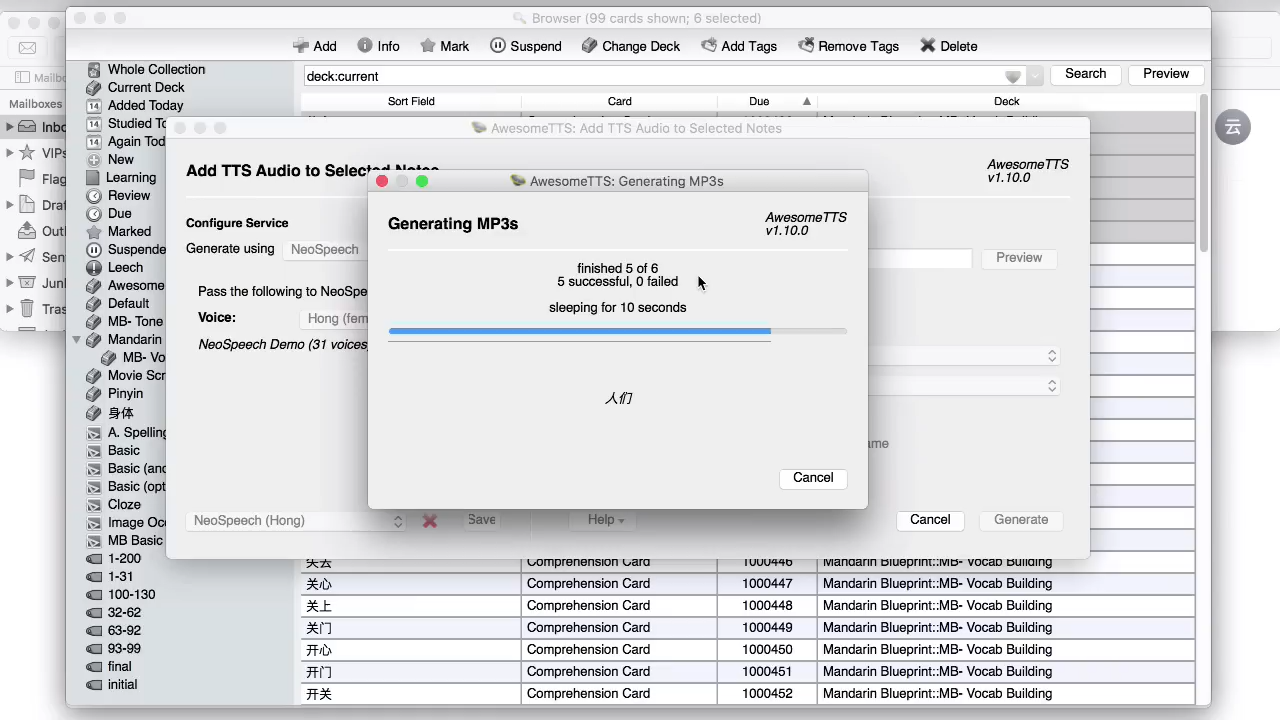 Browser (99 cards shown; 6 selected)
Add Info Mark Suspend Change Deck Add Tags Remove Tags Delete
deck:current Search Preview
Sort Field Card Due Deck
Mailboxes
VIPs
Whole Collection
Current Deck
Added Today
Again Tod
New
Learning
Review
Due
Marked
Suspende
Leech
Awesome
Default
MB- Tone
Mandarin
MB- Vo
Movie Scr
Pinyin
身体
A. Spelling
Basic
Basic (and
Basic (opt
Cloze
Image Occ
MB Basic
1-200
1-31
100-130
32-62
63-92
93-99
final
initial
云
AwesomeTTS: Add TTS Audio to Selected Notes
Add TTS Audio to Selected Notes
AwesomeTTS
v1.10.0
Configure Service
Generate using NeoSpeech
Preview
Pass the following to NeoSpe
Voice: Hong (fem
NeoSpeech Demo (31 voices)
NeoSpeech (Hong) Save Help Cancel Generate
AwesomeTTS: Generating MP3s
Generating MP3s
AwesomeTTS
v1.10.0
finished 5 of 6
5 successful, 0 failed
sleeping for 10 seconds
人们
Cancel
失去 Comprehension Card 1000446 Mandarin Blueprint::MB- Vocab Building
关心 Comprehension Card 1000447 Mandarin Blueprint::MB- Vocab Building
关上 Comprehension Card 1000448 Mandarin Blueprint::MB- Vocab Building
关门 Comprehension Card 1000449 Mandarin Blueprint::MB- Vocab Building
开心 Comprehension Card 1000450 Mandarin Blueprint::MB- Vocab Building
开门 Comprehension Card 1000451 Mandarin Blueprint::MB- Vocab Building
开关 Comprehension Card 1000452 Mandarin Blueprint::MB- Vocab Building